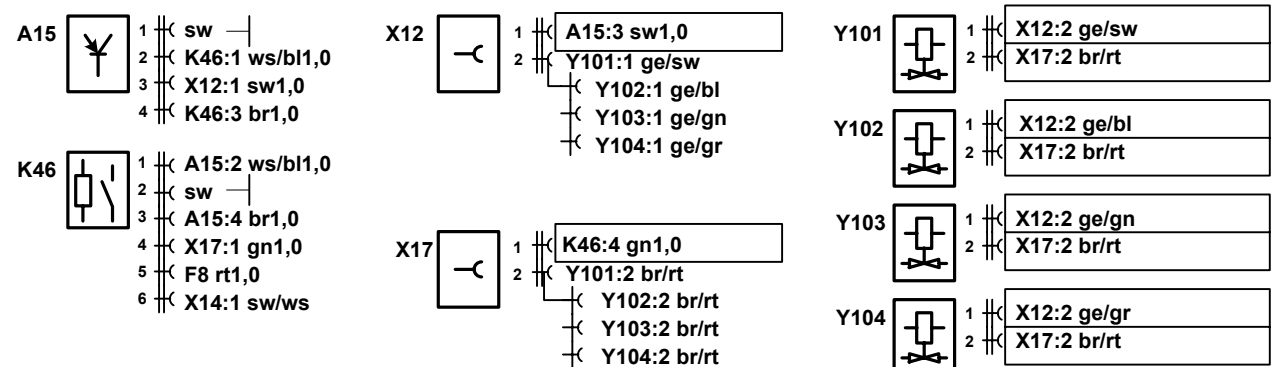 A15
1 sw
2 K46:1 ws/bl1,0
3 X12:1 sw1,0
4 K46:3 br1,0
K46
1 A15:2 ws/bl1,0
2 sw
3 A15:4 br1,0
4 X17:1 gn1,0
5 F8 rt1,0
6 X14:1 sw/ws
X12
1 A15:3 sw1,0
2 Y101:1 ge/sw
Y102:1 ge/bl
Y103:1 ge/gn
Y104:1 ge/gr
X17
1 K46:4 gn1,0
2 Y101:2 br/rt
Y102:2 br/rt
Y103:2 br/rt
Y104:2 br/rt
Y101
1 X12:2 ge/sw
2 X17:2 br/rt
Y102
1 X12:2 ge/bl
2 X17:2 br/rt
Y103
1 X12:2 ge/gn
2 X17:2 br/rt
Y104
1 X12:2 ge/gr
2 X17:2 br/rt